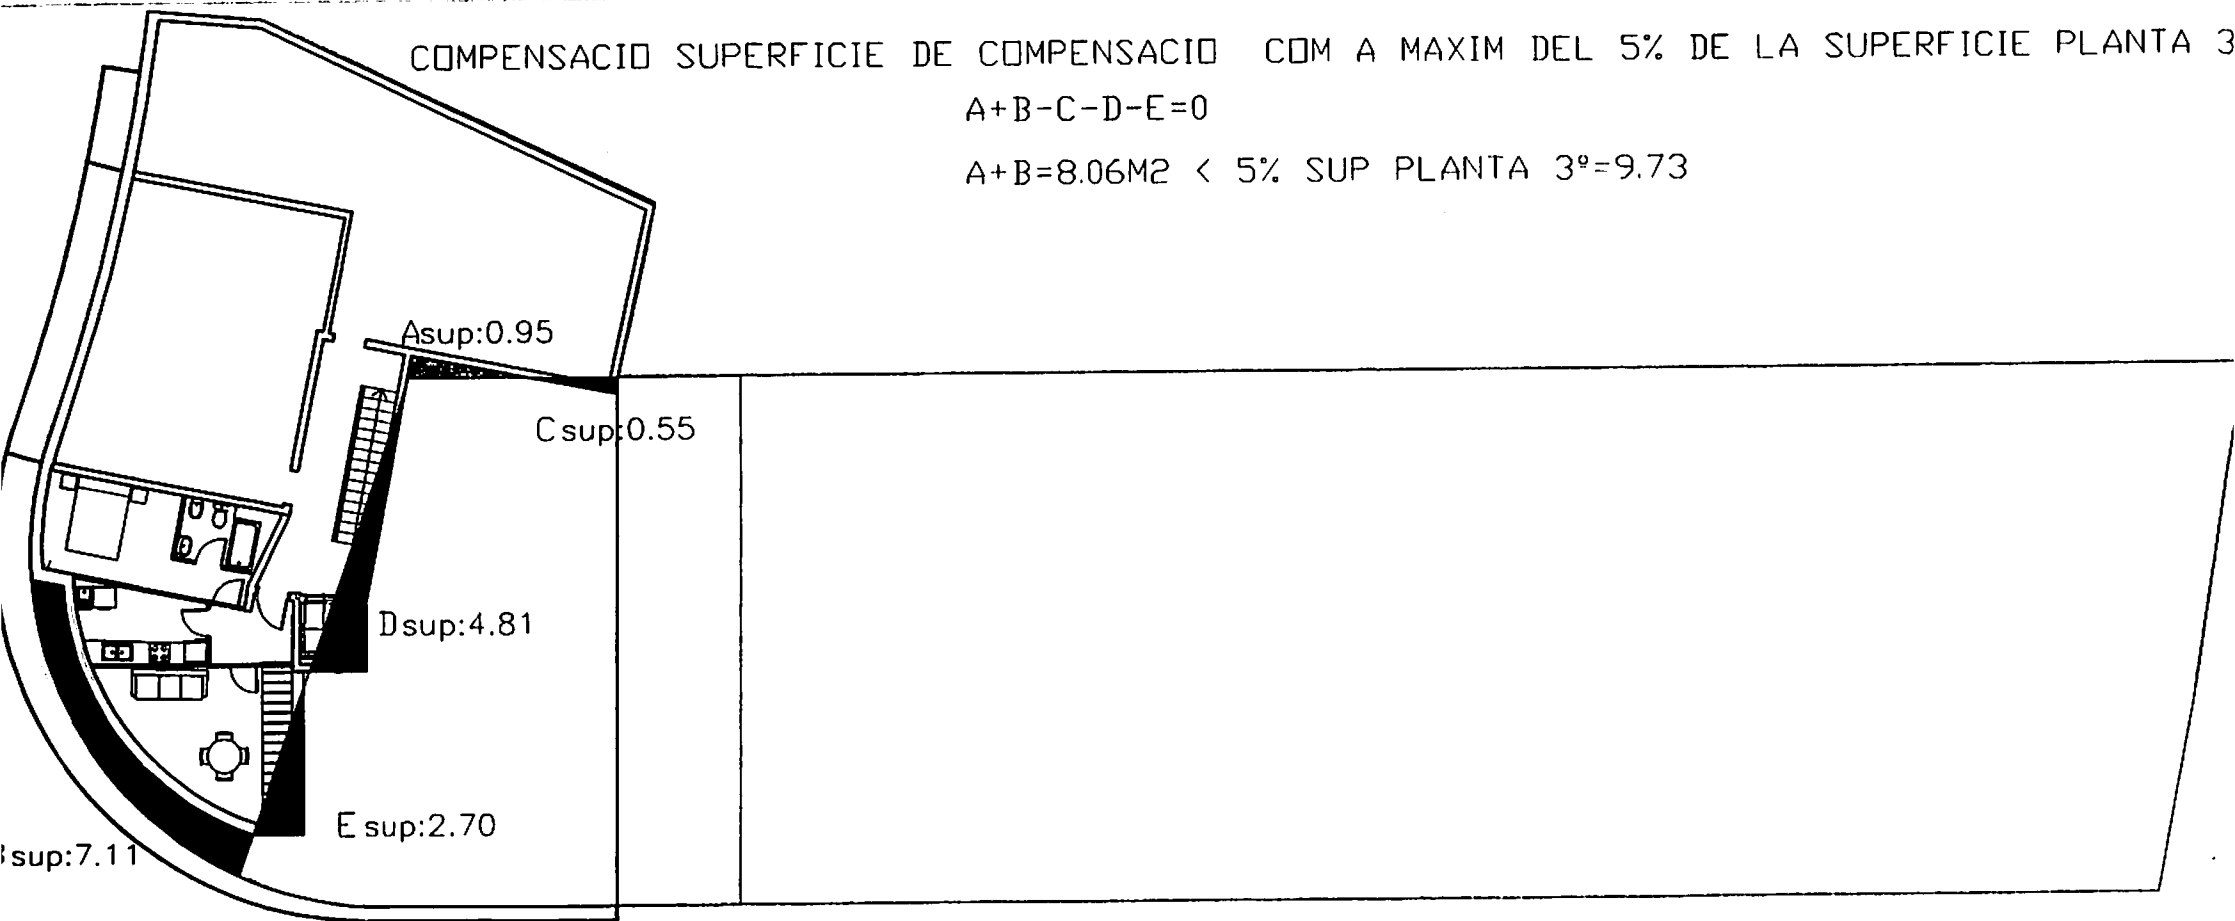 COMPENSACIO SUPERFICIE DE COMPENSACIO COM A MAXIM DEL 5% DE LA SUPERFICIE PLANTA 3
A+B-C-D-E=0
A+B=8.06M2 < 5% SUP PLANTA 3º=9.73
Asup:0.95
Csup:0.55
Dsup:4.81
Esup:2.70
sup:7.11